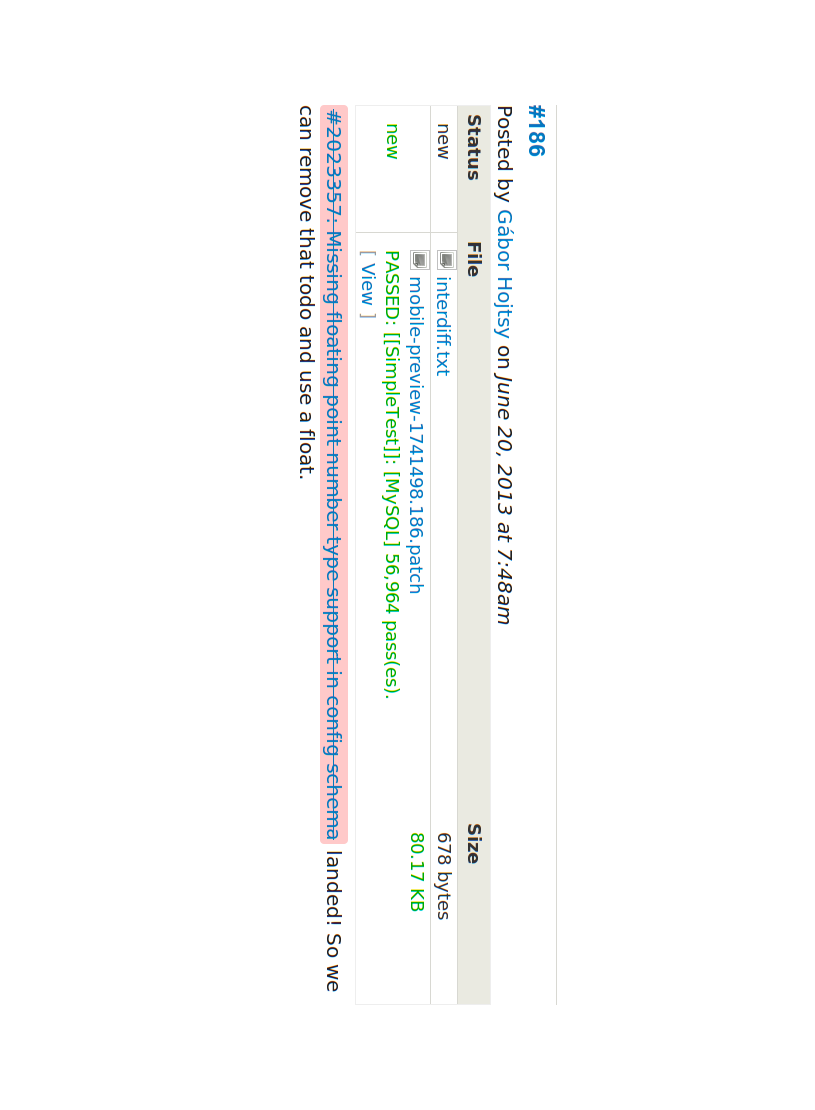 #186
Posted by Gábor Hojtsy on June 20, 2013 at 7:48am
Status File Size
new interdiff.txt 678 bytes
new mobile-preview-1741498.186.patch 80.17 KB
PASSED: [[SimpleTest]]: [MySQL] 56,964 pass(es).
[ View ]
#2023357: Missing floating point number type support in config schema landed! So we
can remove that todo and use a float.